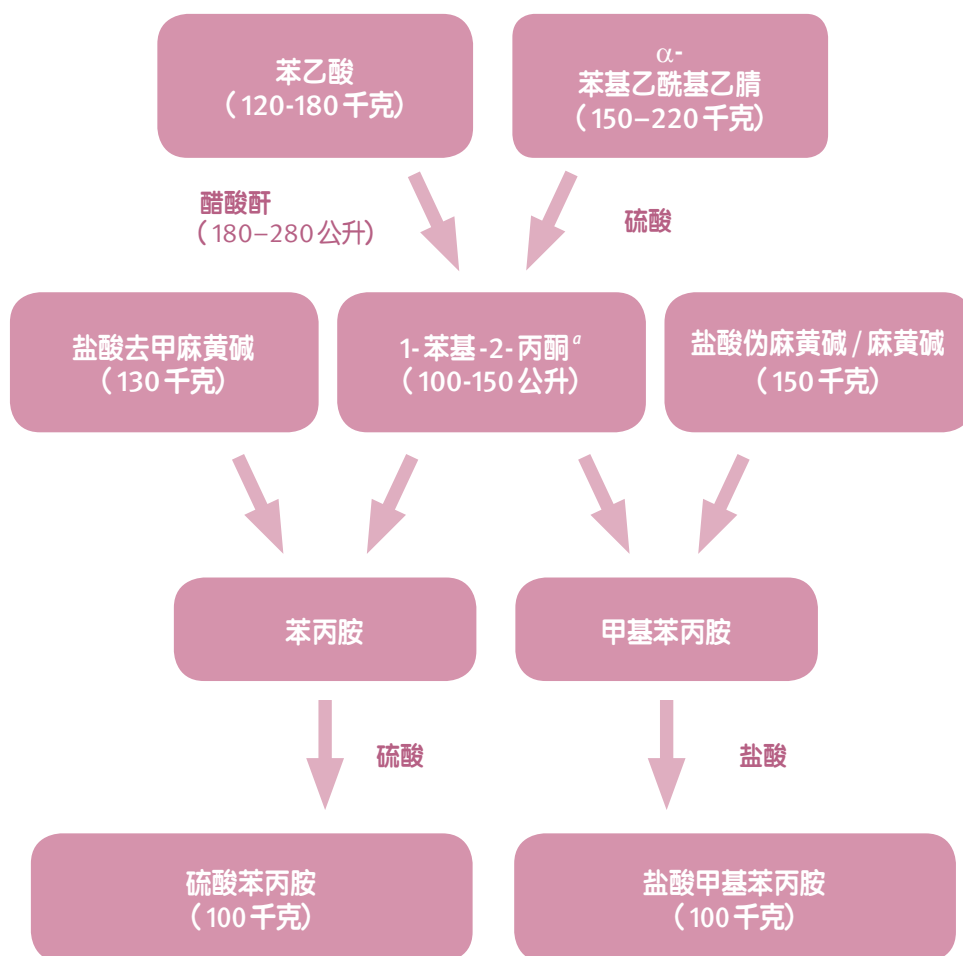 苯乙酸
（120-180 千克）
α-
苯基乙酰基乙腈
（150–220 千克）
醋酸酐
（180–280 公升）
硫酸
盐酸去甲麻黄碱
（130 千克）
1- 苯基 -2- 丙酮 a
（100-150 公升）
盐酸伪麻黄碱 / 麻黄碱
（150 千克）
苯丙胺
甲基苯丙胺
硫酸
盐酸
硫酸苯丙胺
（100 千克）
盐酸甲基苯丙胺
（100 千克）